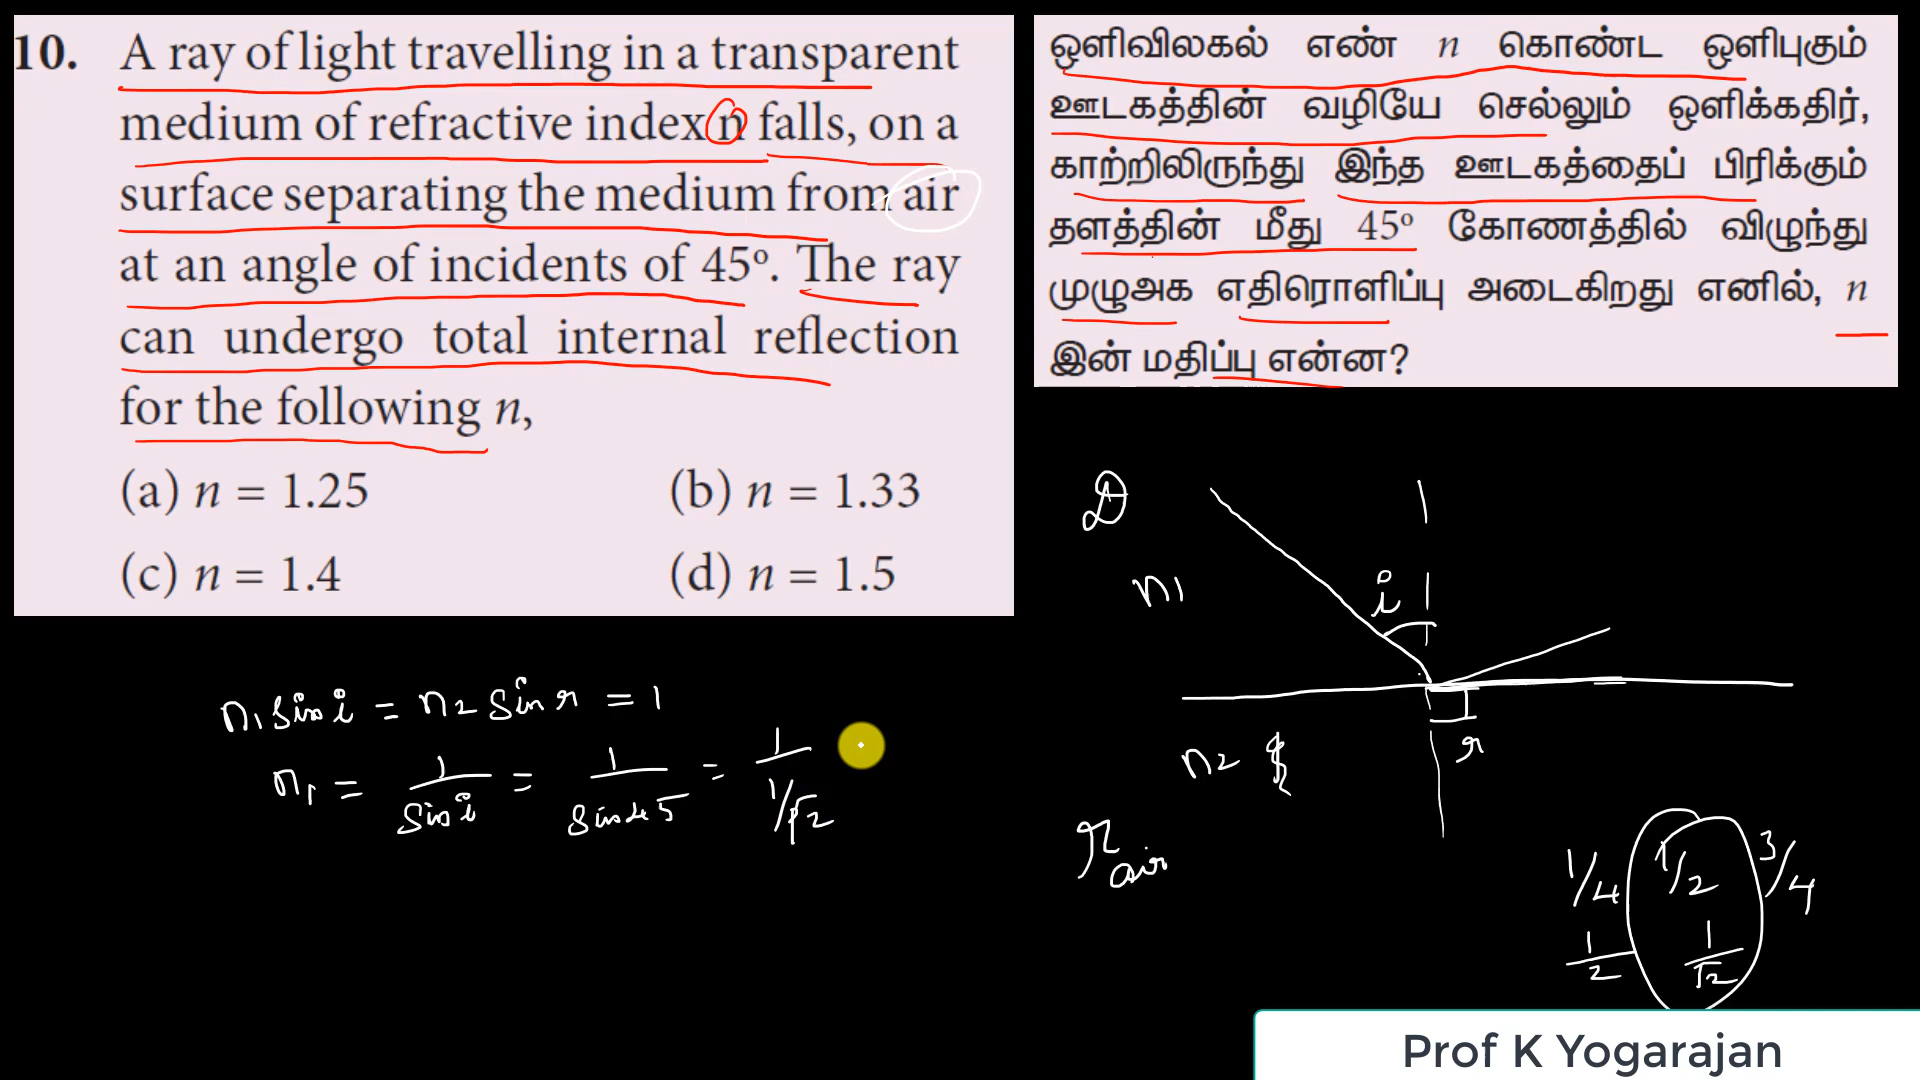 10. A ray of light travelling in a transparent
medium of refractive index n falls, on a
surface separating the medium from air
at an angle of incidents of 45°. The ray
can undergo total internal reflection
for the following n,
(a) n = 1.25 (b) n = 1.33
(c) n = 1.4 (d) n = 1.5
ஒளிவிலகல் எண் n கொண்ட ஒளிபுகும்
ஊடகத்தின் வழியே செல்லும் ஒளிக்கதிர்,
காற்றிலிருந்து இந்த ஊடகத்தைப் பிரிக்கும்
தளத்தின் மீது 45° கோணத்தில் விழுந்து
முழுஅக எதிரொளிப்பு அடைகிறது எனில், n
இன் மதிப்பு என்ன?
D
n1
i
n2
r
r air
n1 sin i = n2 sin r = 1
n1 = 1/sin i = 1/sin 45 = 1/1/√2
1/4 1/2 3/4
1/2 1/√2
Prof K Yogarajan